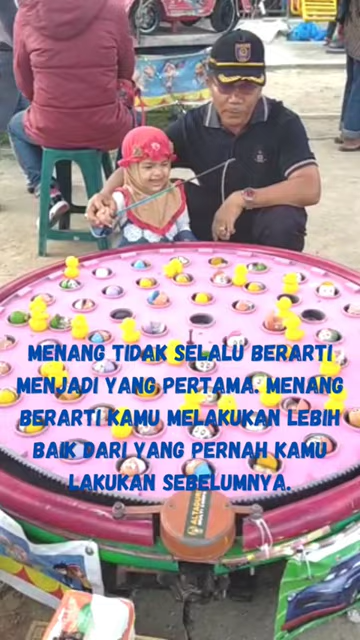 MENANG TIDAK SELALU BERARTI
MENJADI YANG PERTAMA. MENANG
BERARTI KAMU MELAKUKAN LEBIH
BAIK DARI YANG PERNAH KAMU
LAKUKAN SEBELUMNYA.